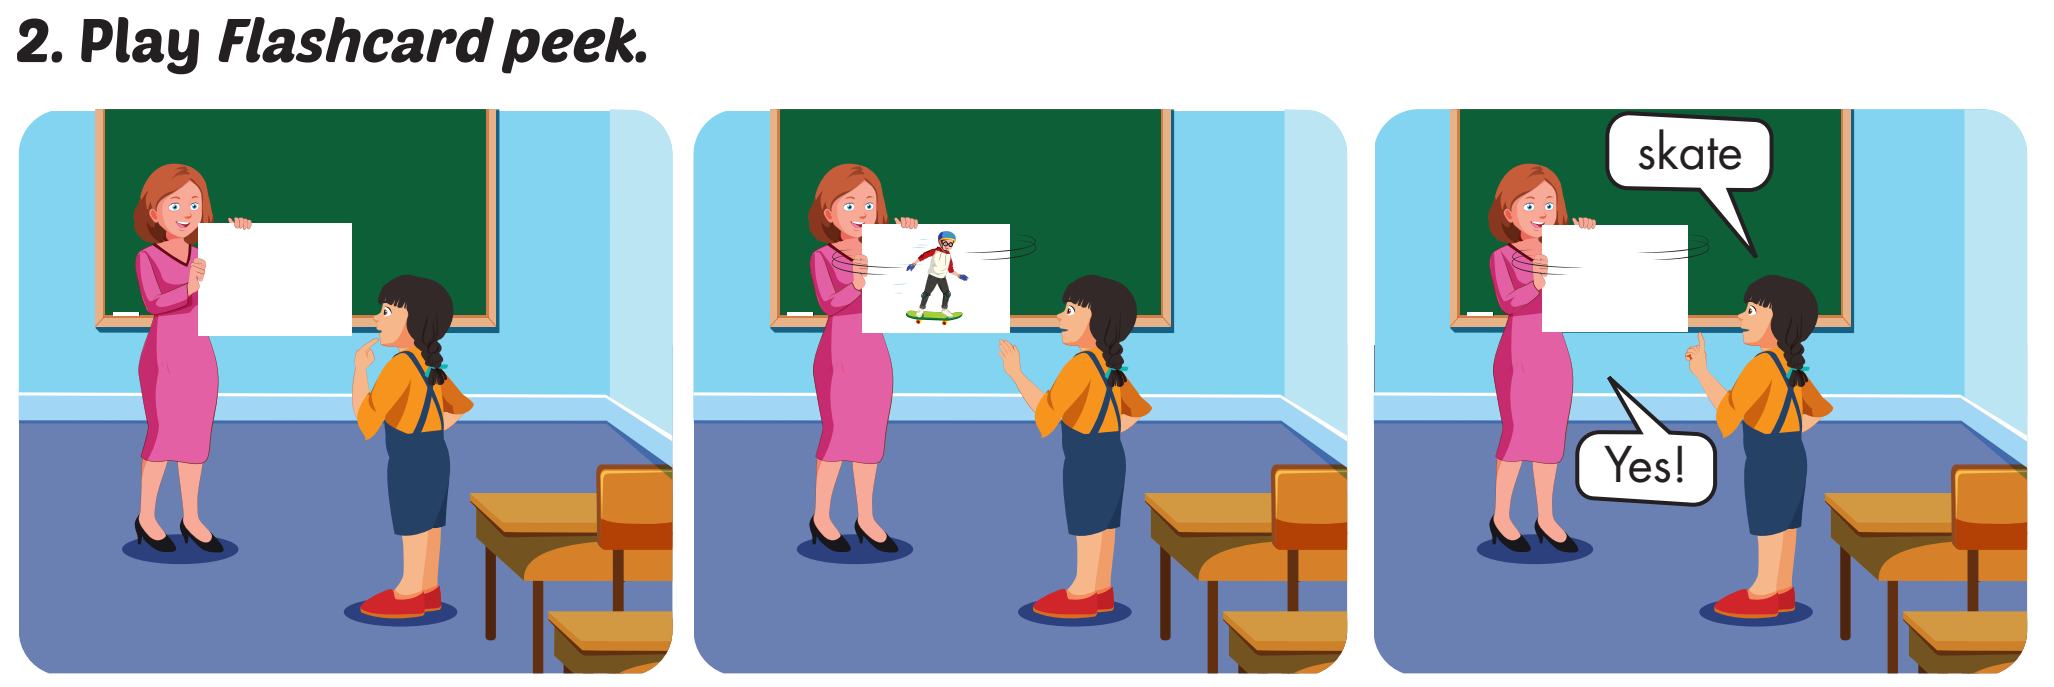 2. Play Flashcard peek.
skate
Yes!